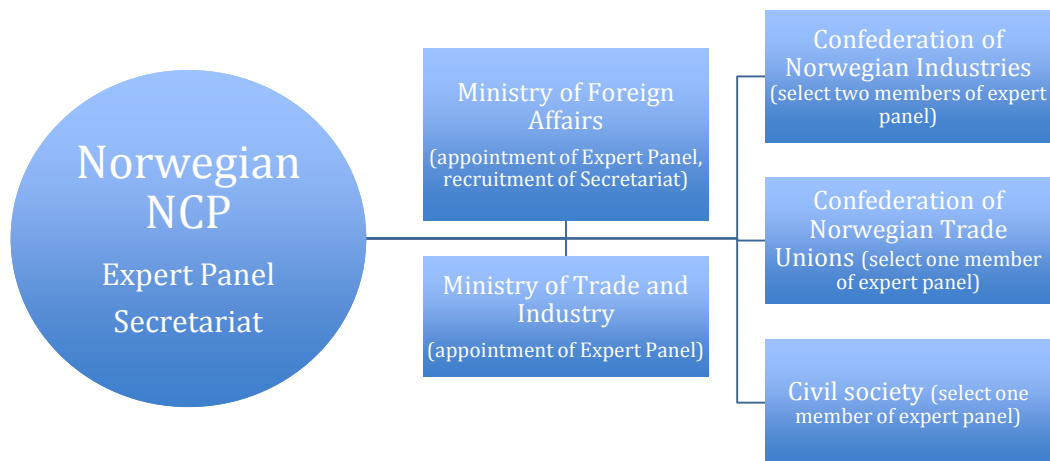 Norwegian
NCP
Expert Panel
Secretariat
Ministry of Foreign
Affairs
(appointment of Expert Panel,
recruitment of Secretariat)
Ministry of Trade and
Industry
(appointment of Expert Panel)
Confederation of
Norwegian Industries
(select two members of expert
panel)
Confederation of
Norwegian Trade
Unions (select one member
of expert panel)
Civil society (select one
member of expert panel)